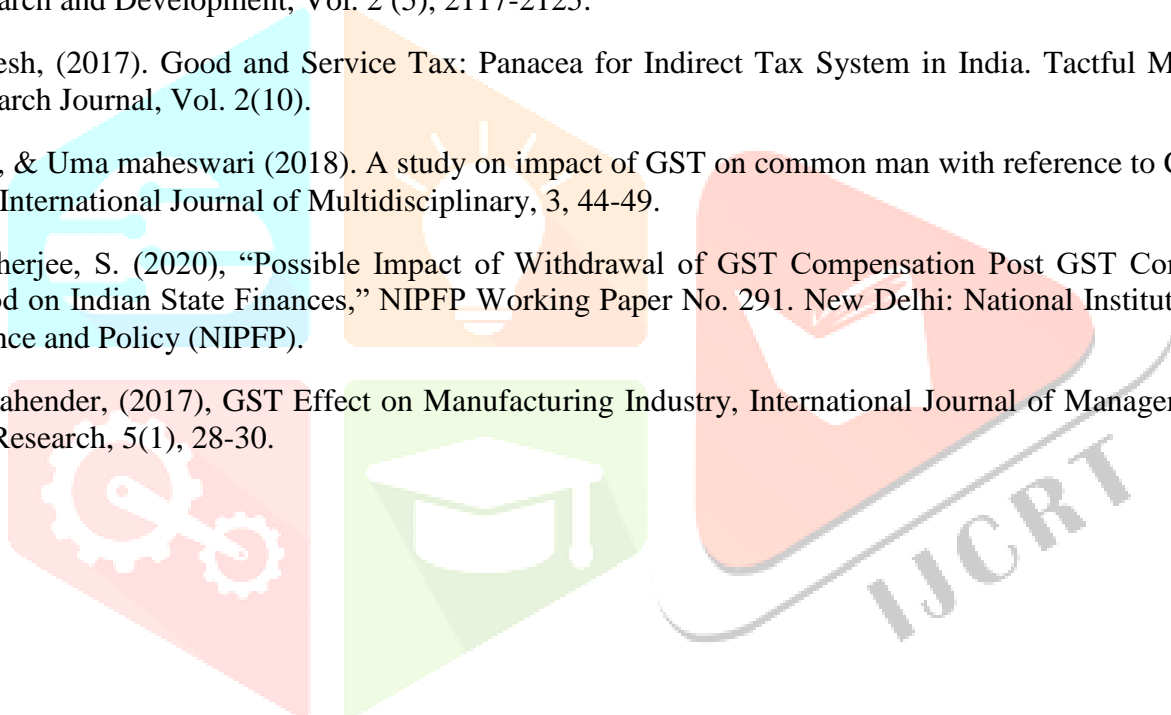 arch and Development, Vol. 2 (5), 2117-2125.
esh, (2017). Good and Service Tax: Panacea for Indirect Tax System in India. Tactful M
arch Journal, Vol. 2(10).
, & Uma maheswari (2018). A study on impact of GST on common man with reference to
International Journal of Multidisciplinary, 3, 44-49.
herjee, S. (2020), “Possible Impact of Withdrawal of GST Compensation Post GST Co
d on Indian State Finances,” NIPFP Working Paper No. 291. New Delhi: National Institut
nce and Policy (NIPFP).
ahender, (2017), GST Effect on Manufacturing Industry, International Journal of Manager
Research, 5(1), 28-30.
IJCRT